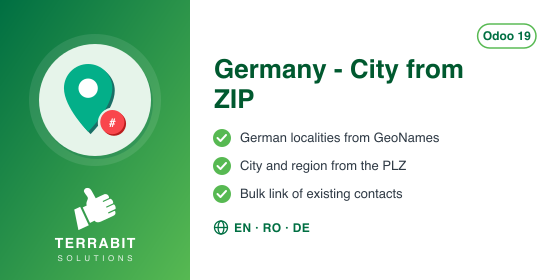 Odoo 19
Germany - City from
ZIP
German localities from GeoNames
City and region from the PLZ
Bulk link of existing contacts
EN · RO · DE
#
TERRABIT
SOLUTIONS